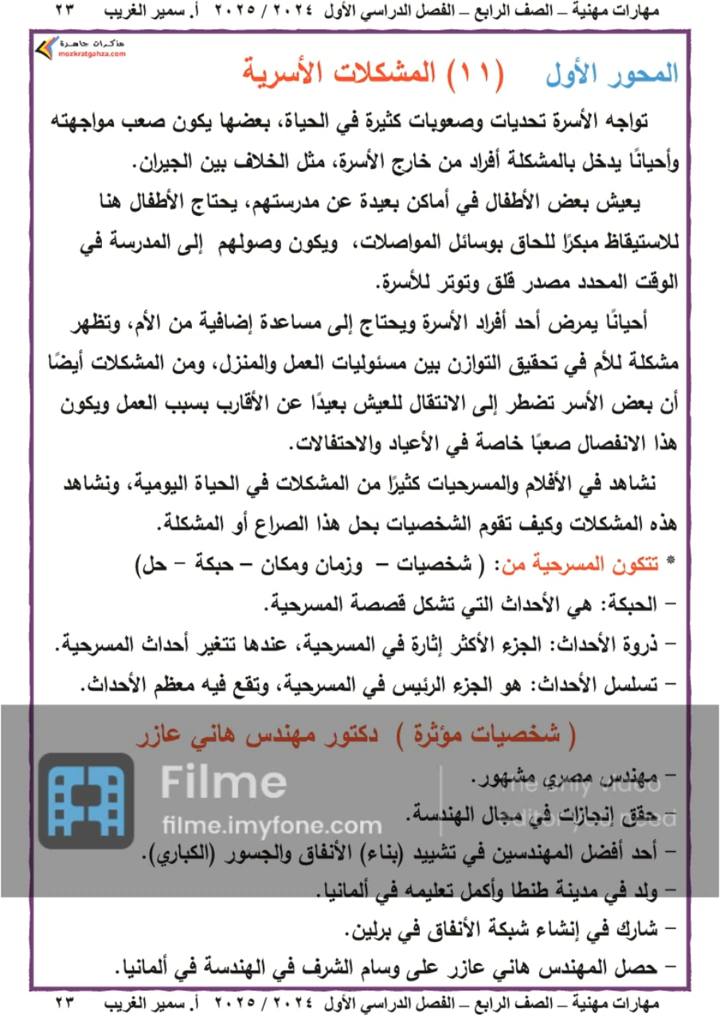 مهارات مهنية – الصف الرابع – الفصل الدراسي الأول ٢٠٢٤ / ٢٠٢٥ أ. سمير الغريب ٢٣
مذكرات جاهزة
mozkratgahza.com
المحور الأول (١١) المشكلات الأسرية
تواجه الأسرة تحديات وصعوبات كثيرة في الحياة، بعضها يكون صعب مواجهته
وأحيانًا يدخل بالمشكلة أفراد من خارج الأسرة، مثل الخلاف بين الجيران.
يعيش بعض الأطفال في أماكن بعيدة عن مدرستهم، يحتاج الأطفال هنا
للاستيقاظ مبكرًا للحاق بوسائل المواصلات، ويكون وصولهم إلى المدرسة في
الوقت المحدد مصدر قلق وتوتر للأسرة.
أحيانًا يمرض أحد أفراد الأسرة ويحتاج إلى مساعدة إضافية من الأم، وتظهر
مشكلة للأم في تحقيق التوازن بين مسئوليات العمل والمنزل، ومن المشكلات أيضًا
أن بعض الأسر تضطر إلى الانتقال للعيش بعيدًا عن الأقارب بسبب العمل ويكون
هذا الانفصال صعبًا خاصة في الأعياد والاحتفالات.
نشاهد في الأفلام والمسرحيات كثيرًا من المشكلات في الحياة اليومية، ونشاهد
هذه المشكلات وكيف تقوم الشخصيات بحل هذا الصراع أو المشكلة.
* تتكون المسرحية من: ( شخصيات – وزمان ومكان – حبكة – حل)
– الحبكة: هي الأحداث التي تشكل قصصة المسرحية.
– ذروة الأحداث: الجزء الأكثر إثارة في المسرحية، عندها تتغير أحداث المسرحية.
– تسلسل الأحداث: هو الجزء الرئيس في المسرحية، وتقع فيه معظم الأحداث.
( شخصيات مؤثرة ) دكتور مهندس هاني عازر
– مهندس مصري مشهور.
– حقق إنجازات في مجال الهندسة.
– أحد أفضل المهندسين في تشييد (بناء) الأنفاق والجسور (الكباري).
– ولد في مدينة طنطا وأكمل تعليمه في ألمانيا.
– شارك في إنشاء شبكة الأنفاق في برلين.
– حصل المهندس هاني عازر على وسام الشرف في الهندسة في ألمانيا.
Filme
filme.imyfone.com
The only video
editor you need
مهارات مهنية – الصف الرابع – الفصل الدراسي الأول ٢٠٢٤ / ٢٠٢٥ أ. سمير الغريب ٢٣